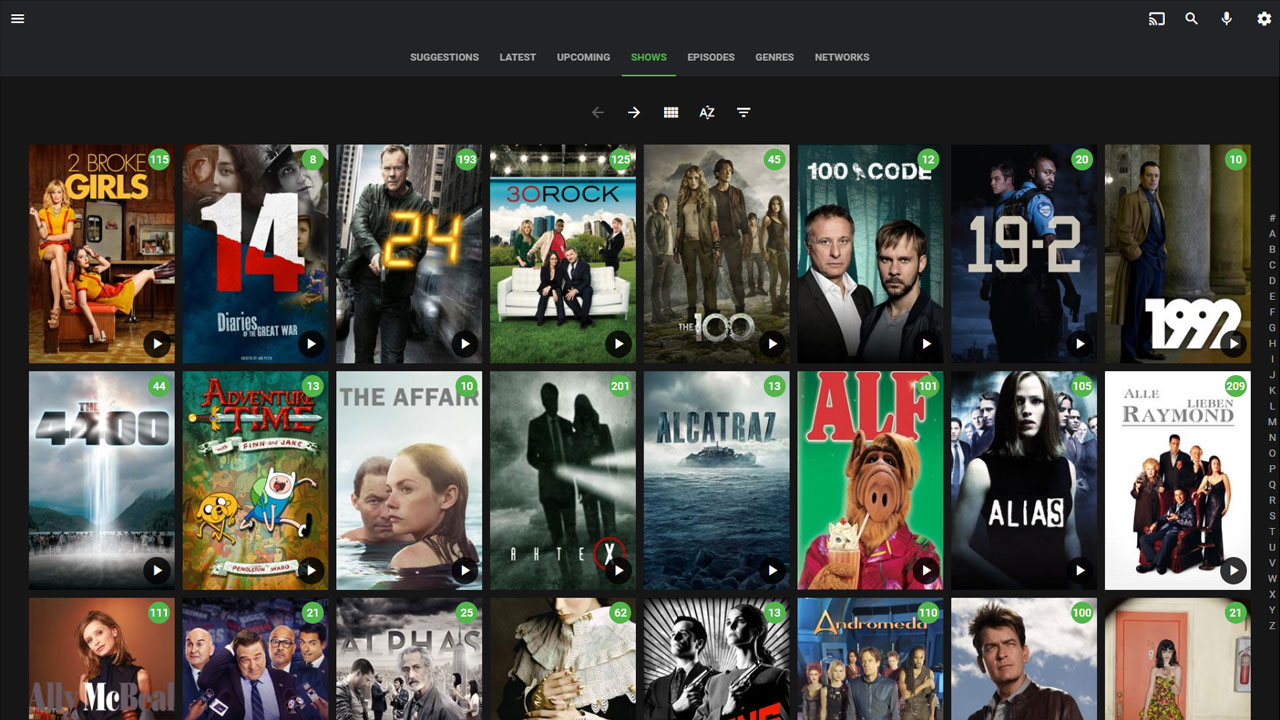 SUGGESTIONS LATEST UPCOMING SHOWS EPISODES GENRES NETWORKS
AZ
2 BROKE
GIRLS
115
14
Diaries
OF THE GREAT WAR
8
24
193
30ROCK
125
THE 100
45
100 CODE
12
19-2
20
1992
10
THE
4400
44
ADVENTURE
TIME
WITH FINN AND JAKE
PENDLETON WARD
13
THE AFFAIR
10
AKTE X
201
ALCATRAZ
13
ALF
101
ALIAS
105
ALLE
LIEBEN
RAYMOND
209
Ally McBeal
111
21
ALPHAS
25
62
13
Andromeda
110
100
21
#
A
B
C
D
E
F
G
H
I
J
K
L
M
N
O
P
Q
R
S
T
U
V
W
X
Y
Z